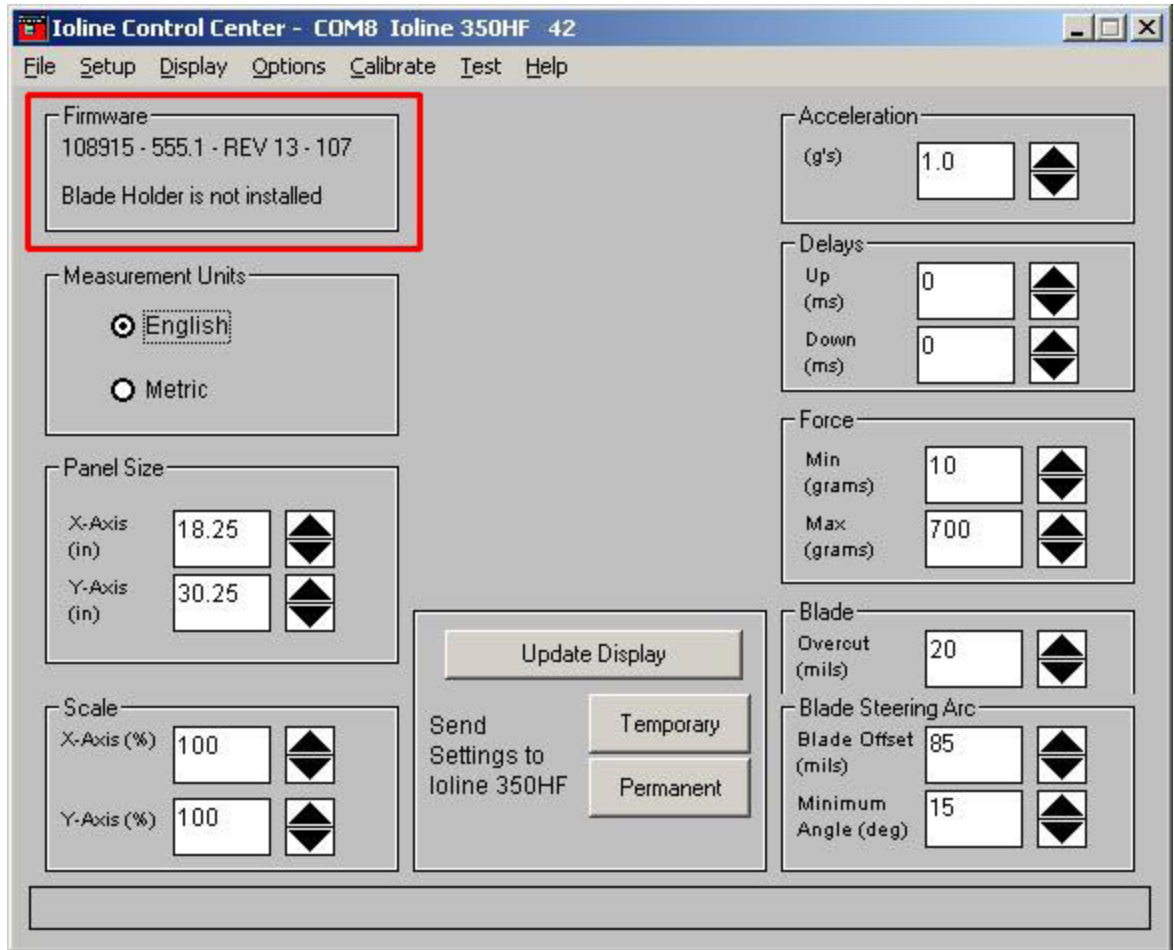 Ioline Control Center - COM8 Ioline 350HF 42
File Setup Display Options Calibrate Test Help
Firmware
108915 - 555.1 - REV 13 - 107
Blade Holder is not installed
Measurement Units
English
Metric
Panel Size
X-Axis
(in)
18.25
Y-Axis
(in)
30.25
Scale
X-Axis (%)
100
Y-Axis (%)
100
Update Display
Send
Settings to
Ioline 350HF
Temporary
Permanent
Acceleration
(g's)
1.0
Delays
Up
(ms)
0
Down
(ms)
0
Force
Min
(grams)
10
Max
(grams)
700
Blade
Overcut
(mils)
20
Blade Steering Arc
Blade Offset
(mils)
85
Minimum
Angle (deg)
15